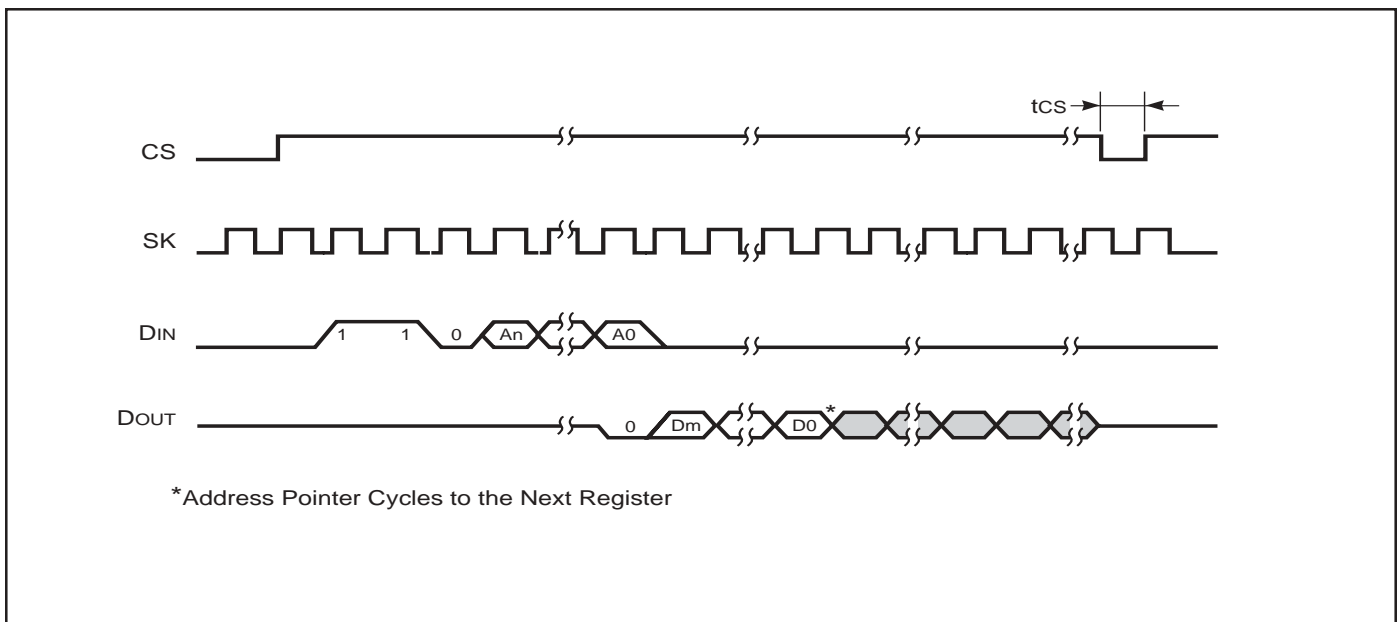 tCS
CS
SK
DIN 1 1 0 An A0
DOUT 0 Dm D0 *
*Address Pointer Cycles to the Next Register